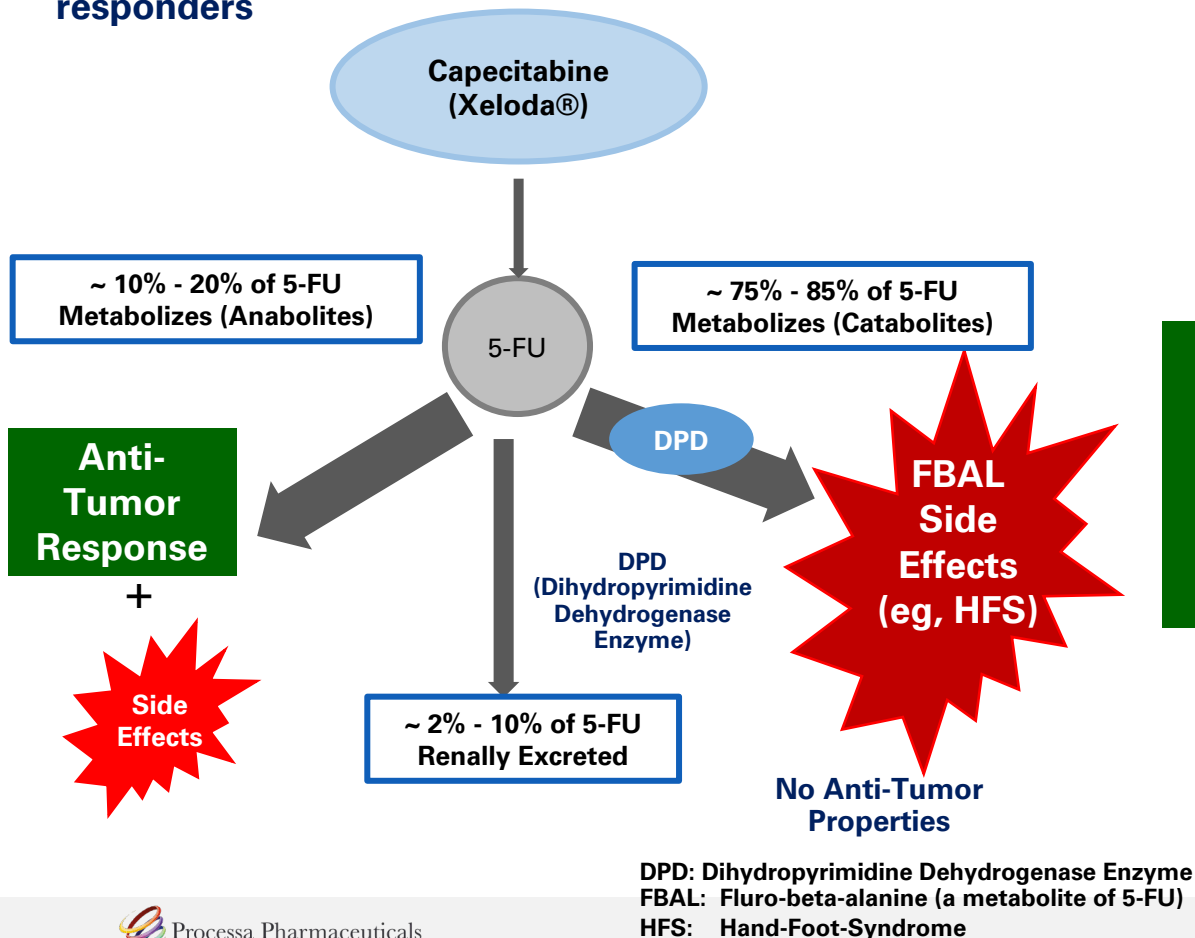 responders
Capecitabine
(Xeloda®)
~ 10% - 20% of 5-FU
Metabolizes (Anabolites)
~ 75% - 85% of 5-FU
Metabolizes (Catabolites)
5-FU
DPD
Anti-
Tumor
Response
+
Side
Effects
FBAL
Side
Effects
(eg, HFS)
DPD
(Dihydropyrimidine
Dehydrogenase
Enzyme)
~ 2% - 10% of 5-FU
Renally Excreted
No Anti-Tumor
Properties
DPD: Dihydropyrimidine Dehydrogenase Enzyme
FBAL: Fluro-beta-alanine (a metabolite of 5-FU)
HFS: Hand-Foot-Syndrome
Processa Pharmaceuticals